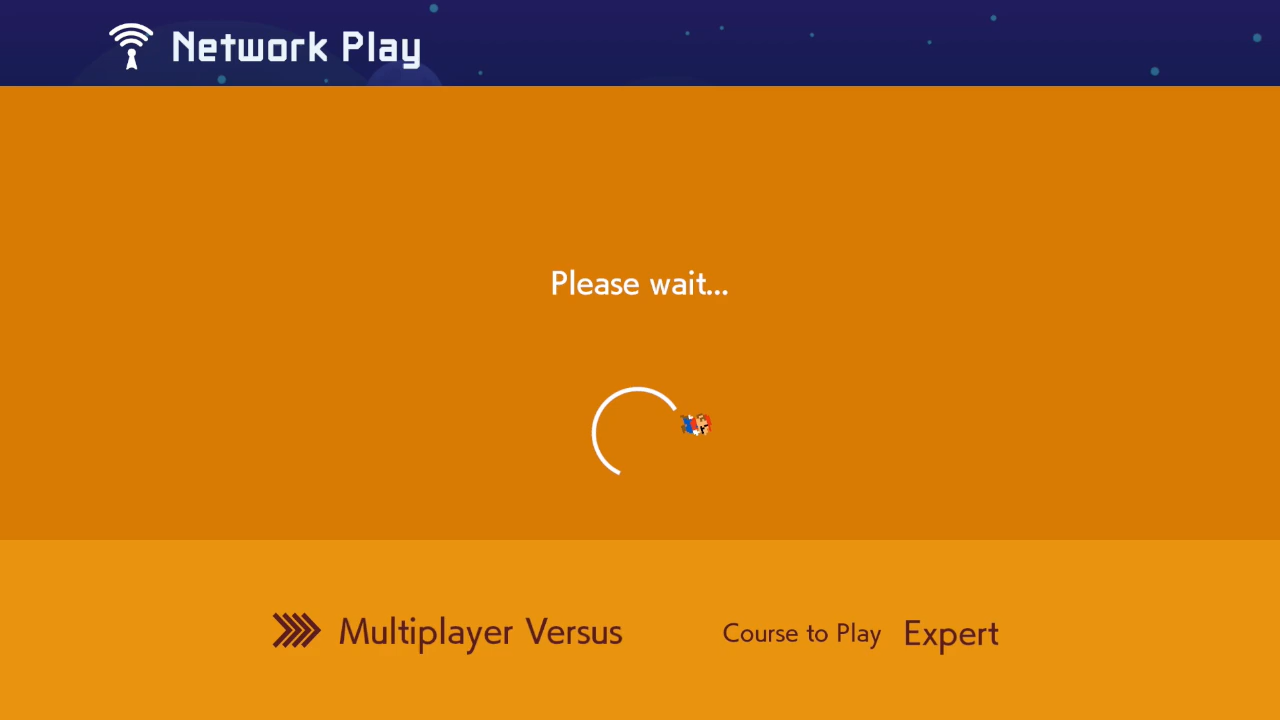 Network Play
Please wait...
Multiplayer Versus
Course to Play Expert